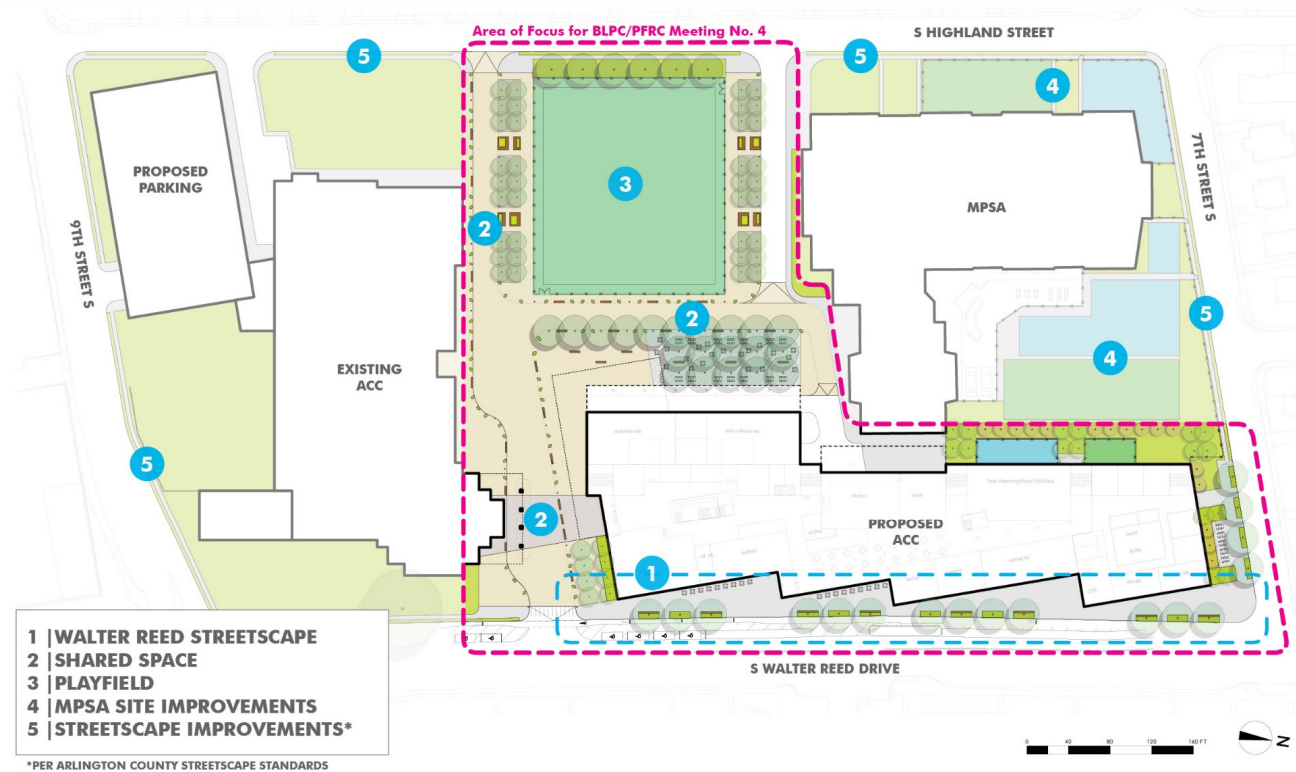 Area of Focus for BLPC/PFRC Meeting No. 4
S HIGHLAND STREET
5
5
4
PROPOSED
PARKING
3
MPSA
7TH STREET S
2
9TH STREET S
2
5
EXISTING
ACC
4
5
2
PROPOSED
ACC
1
S WALTER REED DRIVE
1 | WALTER REED STREETSCAPE
2 | SHARED SPACE
3 | PLAYFIELD
4 | MPSA SITE IMPROVEMENTS
5 | STREETSCAPE IMPROVEMENTS*
*PER ARLINGTON COUNTY STREETSCAPE STANDARDS
0 40 80 120 160 FT
N